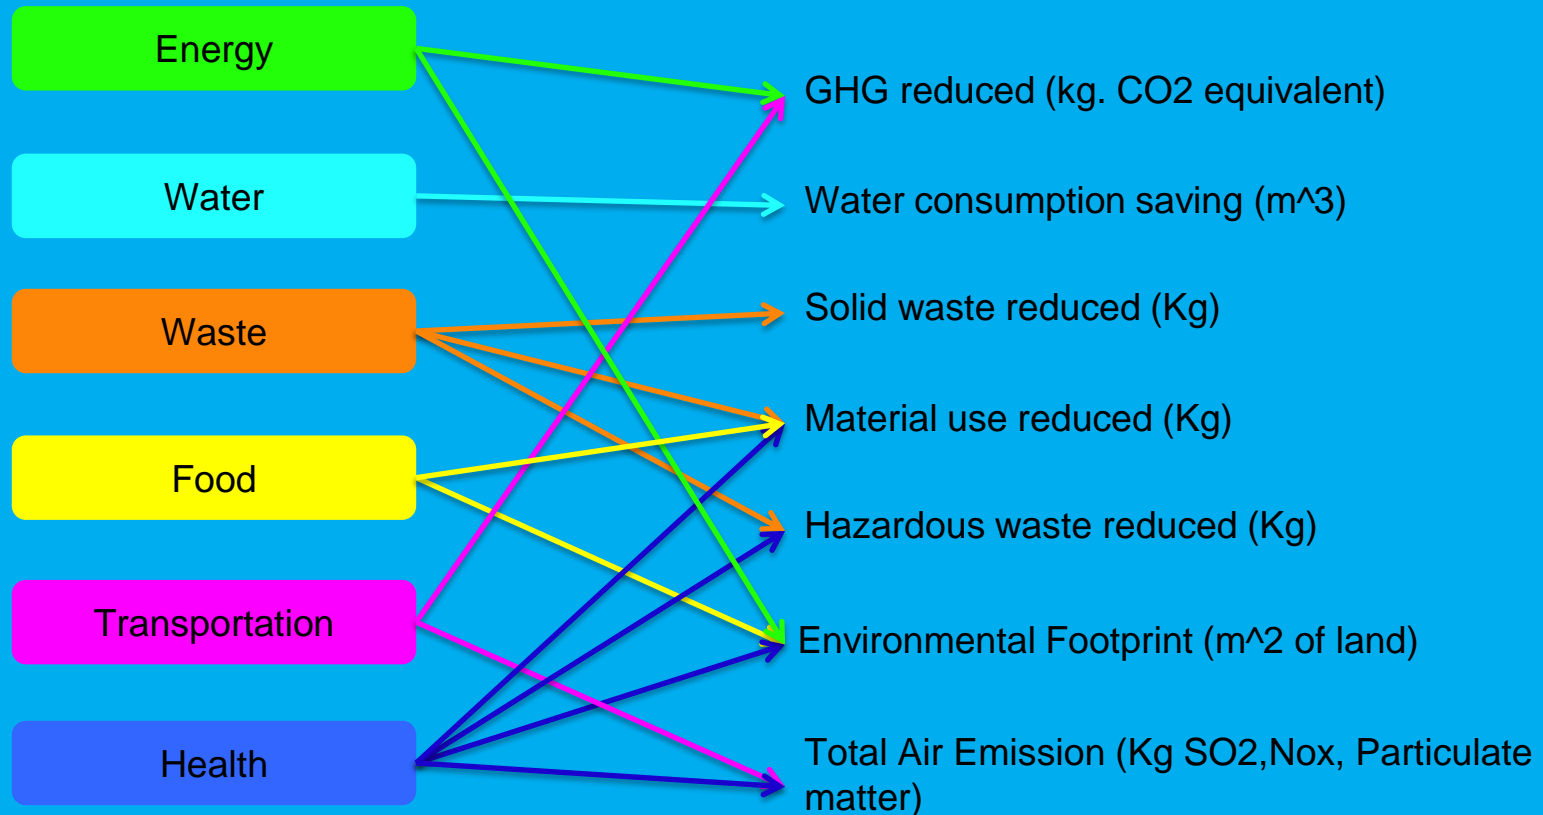 Energy
Water
Waste
Food
Transportation
Health
GHG reduced (kg. CO2 equivalent)
Water consumption saving (m^3)
Solid waste reduced (Kg)
Material use reduced (Kg)
Hazardous waste reduced (Kg)
Environmental Footprint (m^2 of land)
Total Air Emission (Kg SO2,Nox, Particulate
matter)